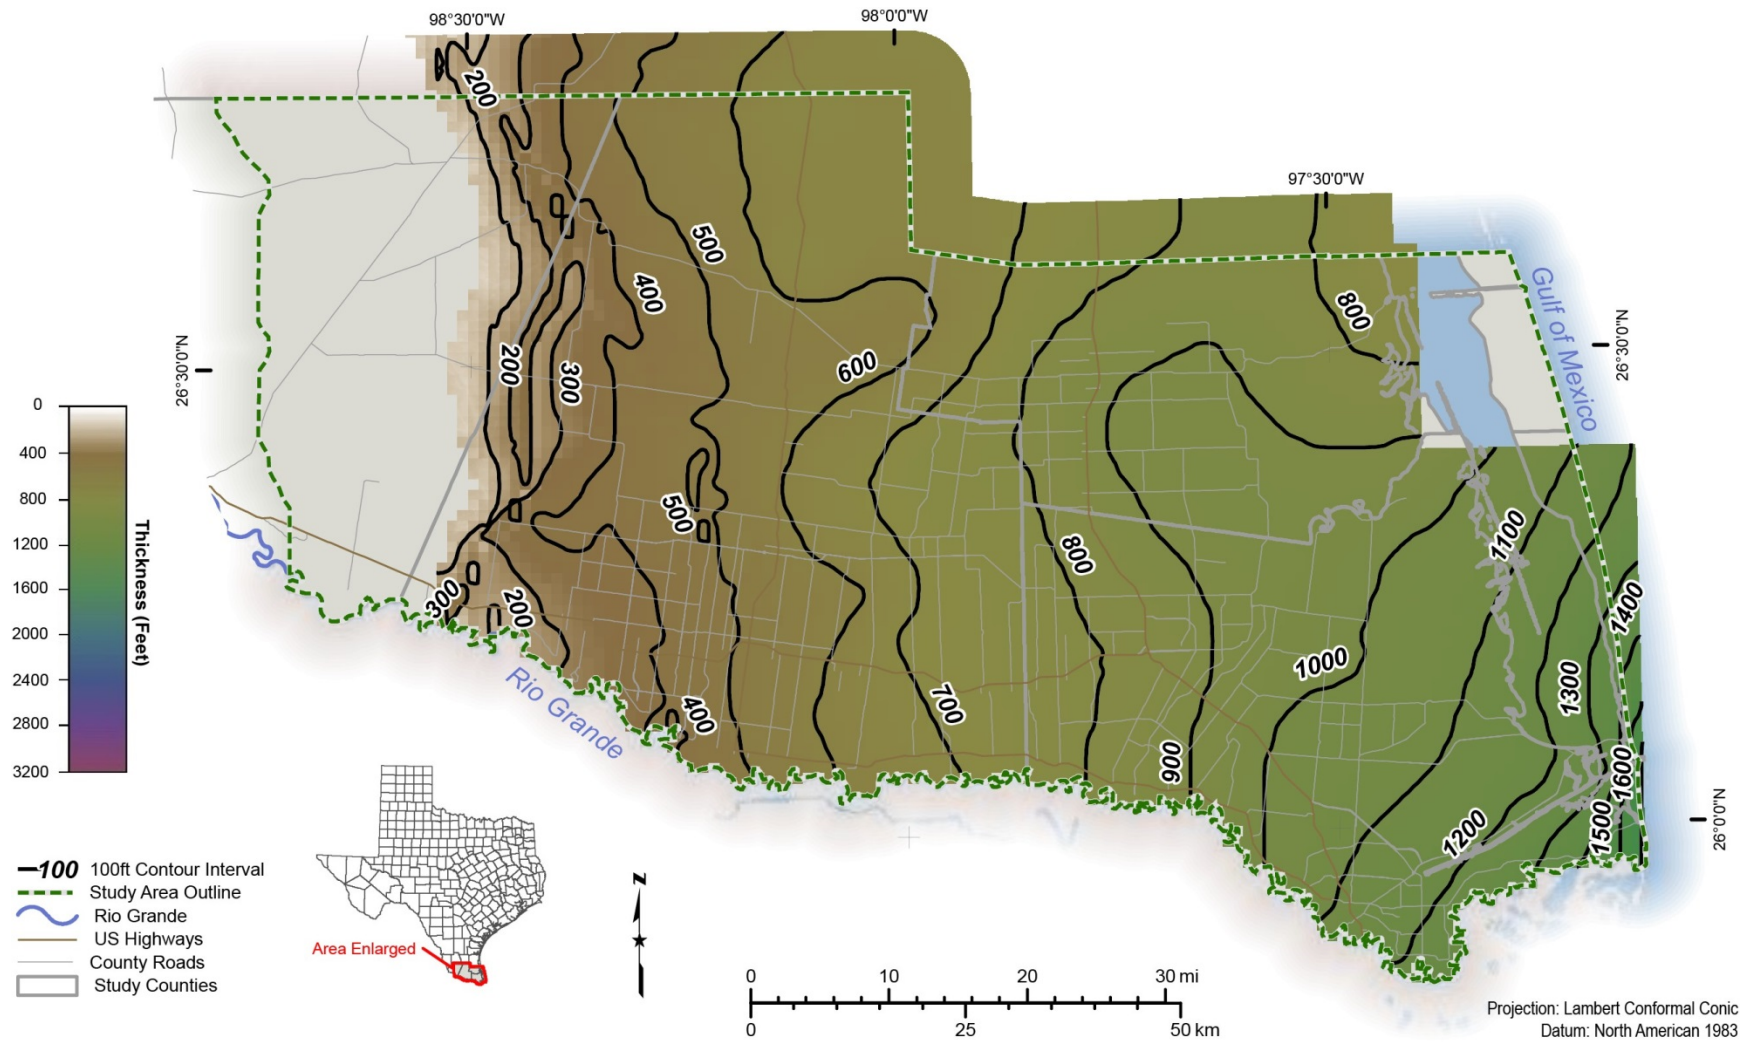 98°30'0"W
98°0'0"W
97°30'0"W
26°30'0"N
26°30'0"N
26°0'0"N
200
500
400
200
300
600
800
500
800
300
200
400
700
900
1000
1100
1400
1300
1600
1500
1200
Gulf of Mexico
Rio Grande
0
400
800
1200
1600
2000
2400
2800
3200
Thickness (Feet)
100 100ft Contour Interval
Study Area Outline
Rio Grande
US Highways
County Roads
Study Counties
Area Enlarged
N
0 10 20 30 mi
0 25 50 km
Projection: Lambert Conformal Conic
Datum: North American 1983